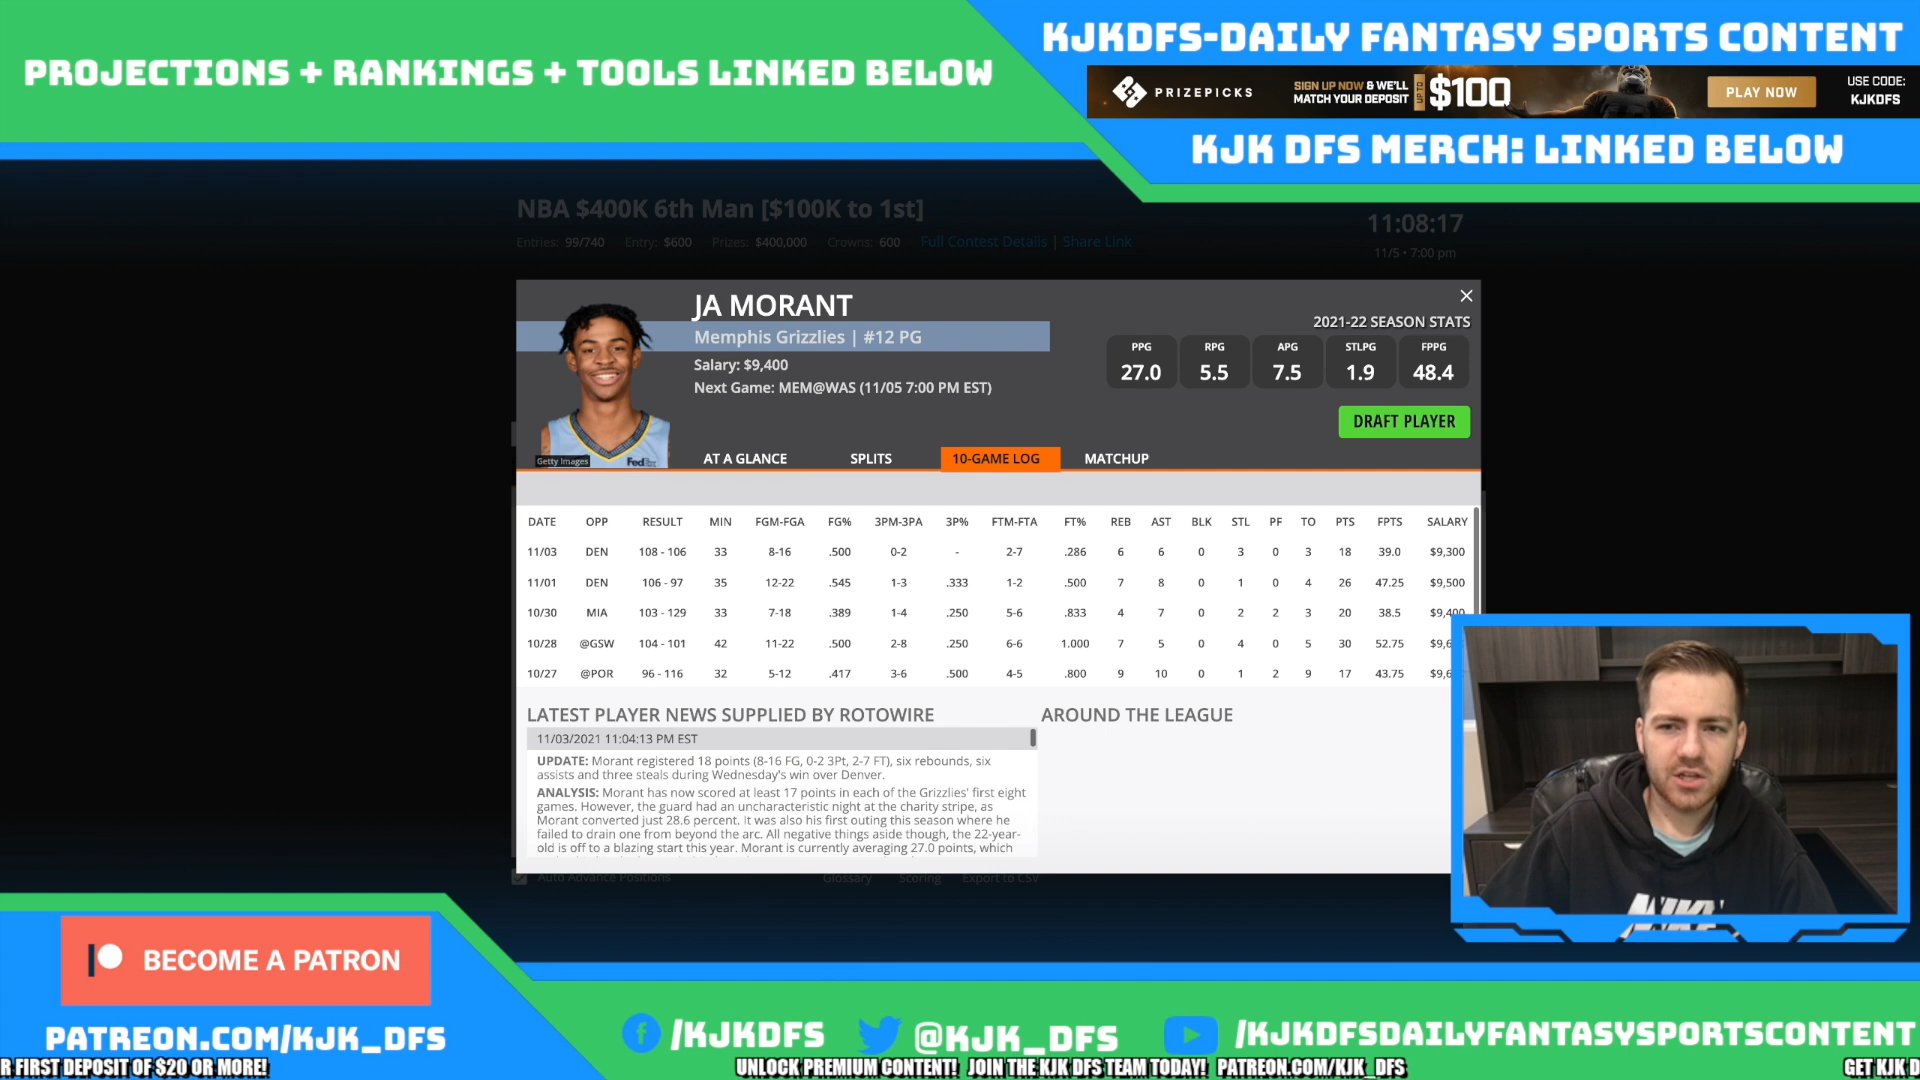 PROJECTIONS + RANKINGS + TOOLS LINKED BELOW
KJKDFS-DAILY FANTASY SPORTS CONTENT
PRIZEPICKS
SIGN UP NOW & WE'LL
MATCH YOUR DEPOSIT
UP TO
$100
PLAY NOW
USE CODE:
KJKDFS
KJK DFS MERCH: LINKED BELOW
NBA $400K 6th Man [$100K to 1st]
11:08:17
Entries: 99/740 Entry: $600 Prizes: $400,000 Crowns: 600 Full Contest Details | Share Link
11/5 • 7:00 pm
JA MORANT
Memphis Grizzlies | #12 PG
Salary: $9,400
Next Game: MEM@WAS (11/05 7:00 PM EST)
2021-22 SEASON STATS
PPG RPG APG STLPG FPPG
27.0 5.5 7.5 1.9 48.4
DRAFT PLAYER
Getty Images
Fed
AT A GLANCE SPLITS 10-GAME LOG MATCHUP
DATE OPP RESULT MIN FGM-FGA FG% 3PM-3PA 3P% FTM-FTA FT% REB AST BLK STL PF TO PTS FPTS SALARY
11/03 DEN 108 - 106 33 8-16 .500 0-2 - 2-7 .286 6 6 0 3 0 3 18 39.0 $9,300
11/01 DEN 106 - 97 35 12-22 .545 1-3 .333 1-2 .500 7 8 0 1 0 4 26 47.25 $9,500
10/30 MIA 103 - 129 33 7-18 .389 1-4 .250 5-6 .833 4 7 0 2 2 3 20 38.5 $9,400
10/28 @GSW 104 - 101 42 11-22 .500 2-8 .250 6-6 1.000 7 5 0 4 0 5 30 52.75 $9,6
10/27 @POR 96 - 116 32 5-12 .417 3-6 .500 4-5 .800 9 10 0 1 2 9 17 43.75 $9,6
LATEST PLAYER NEWS SUPPLIED BY ROTOWIRE
AROUND THE LEAGUE
11/03/2021 11:04:13 PM EST
UPDATE: Morant registered 18 points (8-16 FG, 0-2 3Pt, 2-7 FT), six rebounds, six
assists and three steals during Wednesday's win over Denver.
ANALYSIS: Morant has now scored at least 17 points in each of the Grizzlies' first eight
games. However, the guard had an uncharacteristic night at the charity stripe, as
Morant converted just 28.6 percent. It was also his first outing this season where he
failed to drain one from beyond the arc. All negative things aside though, the 22-year-
old is off to a blazing start this year. Morant is currently averaging 27.0 points, which
Auto Advance Positions Glossary Scoring Export to CSV
BECOME A PATRON
PATREON.COM/KJK_DFS
/KJKDFS
@KJK_DFS
/KJKDFSDAILYFANTASYSPORTSCONTENT
R FIRST DEPOSIT OF $20 OR MORE! UNLOCK PREMIUM CONTENT! JOIN THE KJK DFS TEAM TODAY! PATREON.COM/KJK_DFS GET KJK D